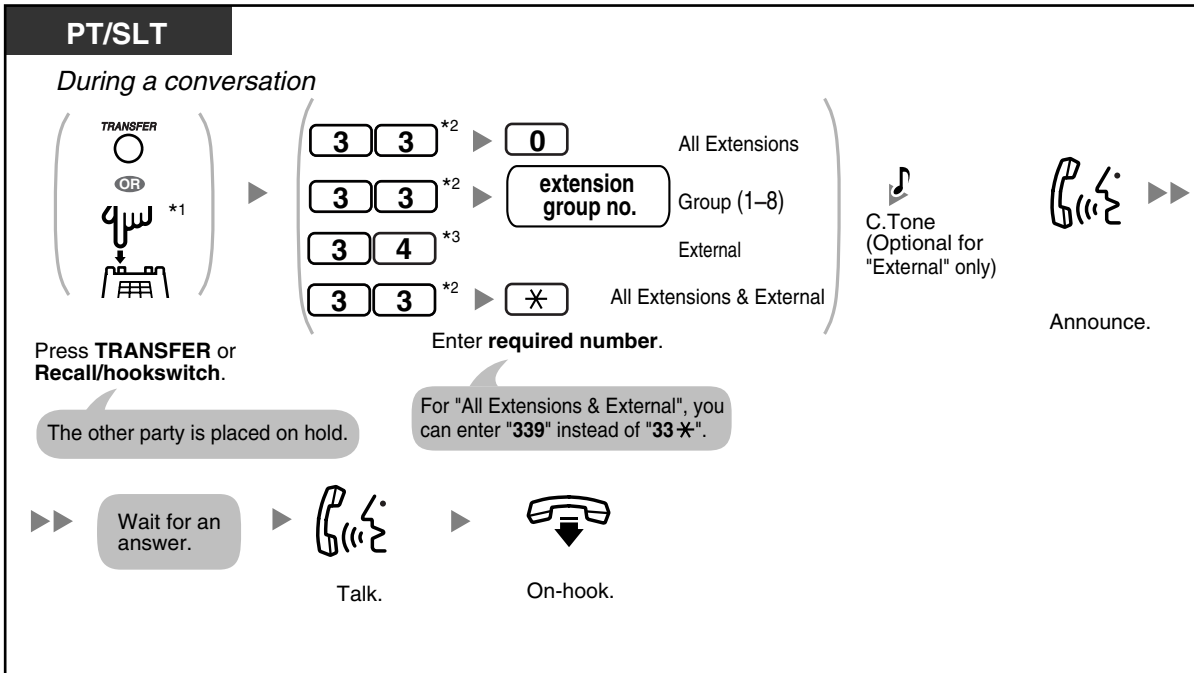 PT/SLT
During a conversation
TRANSFER
OR
*1
3 3 *2 0 All Extensions
3 3 *2 extension group no. Group (1–8)
3 4 *3 External
3 3 *2 ✳ All Extensions & External
C.Tone
(Optional for
"External" only)
Announce.
Press TRANSFER or
Recall/hookswitch.
Enter required number.
The other party is placed on hold.
For "All Extensions & External", you
can enter "339" instead of "33✳".
Wait for an
answer.
Talk.
On-hook.